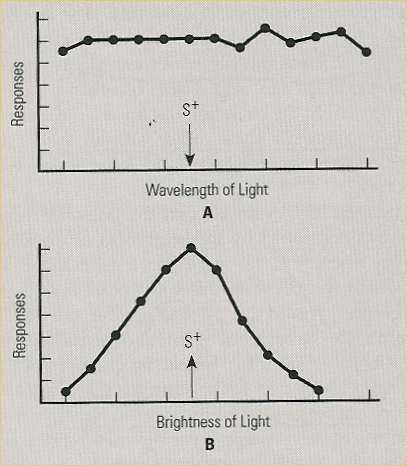 Responses
S+
Wavelength of Light
A
Responses
S+
Brightness of Light
B